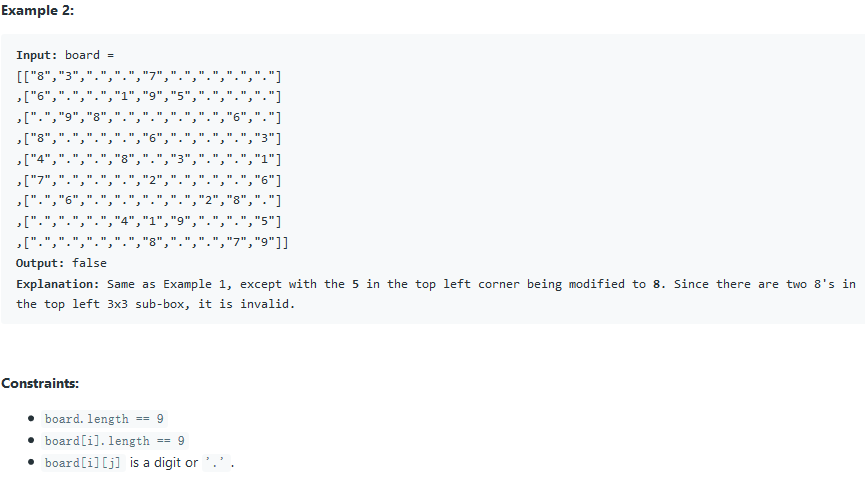 Example 2:
Input: board =
[["8","3",".",".","7",".",".",".","."]
,["6",".",".","1","9","5",".",".","."]
,[".","9","8",".",".",".",".","6","."]
,["8",".",".",".","6",".",".",".","3"]
,["4",".",".","8",".","3",".",".","1"]
,["7",".",".",".","2",".",".",".","6"]
,[".","6",".",".",".",".","2","8","."]
,[".",".",".","4","1","9",".",".","5"]
,[".",".",".",".","8",".",".","7","9"]]
Output: false
Explanation: Same as Example 1, except with the 5 in the top left corner being modified to 8. Since there are two 8's in
the top left 3x3 sub-box, it is invalid.
Constraints:
• board.length == 9
• board[i].length == 9
• board[i][j] is a digit or '.'.